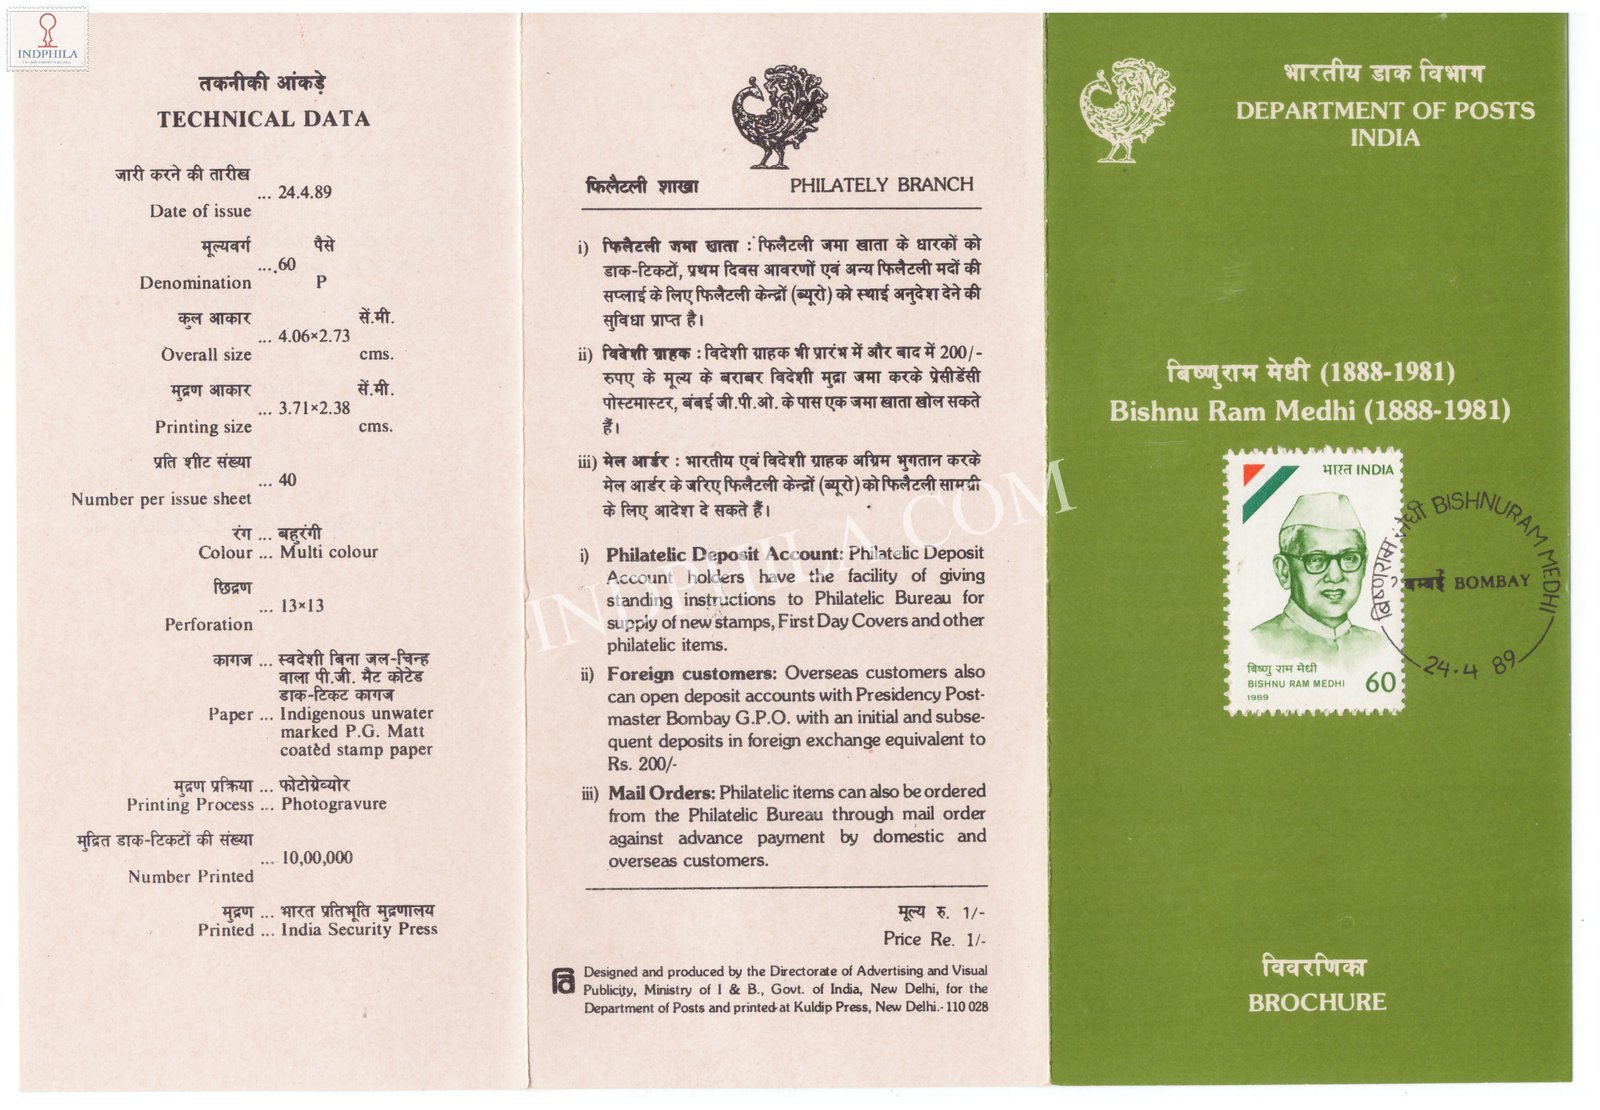 INDPHILA
तकनीकी आंकड़े
TECHNICAL DATA
जारी करने की तारीख
... 24.4.89
Date of issue
मूल्यवर्ग पैसे
... 60
Denomination P
कुल आकार सें.मी.
... 4.06×2.73
Overall size cms.
मुद्रण आकार सें.मी.
... 3.71×2.38
Printing size cms.
प्रति शीट संख्या
... 40
Number per issue sheet
रंग ... बहुरंगी
Colour ... Multi colour
छिद्रण
... 13×13
Perforation
कागज ... स्वदेशी बिना जल-चिन्ह
वाला पी.जी. मैट कोटेड
डाक-टिकट कागज
Paper ... Indigenous unwater
marked P.G. Matt
coated stamp paper
मुद्रण प्रक्रिया ... फोटोग्रेव्योर
Printing Process ... Photogravure
मुद्रित डाक-टिकटों की संख्या
... 10,00,000
Number Printed
मुद्रण ... भारत प्रतिभूति मुद्रणालय
Printed ... India Security Press
फिलैटली शाखा PHILATELY BRANCH
i) फिलैटली जमा खाता : फिलैटली जमा खाता के धारकों को
डाक-टिकटों, प्रथम दिवस आवरणों एवं अन्य फिलैटली मदों की
सप्लाई के लिए फिलैटली केन्द्रों (ब्यूरो) को स्थाई अनुदेश देने की
सुविधा प्राप्त है।
ii) विदेशी ग्राहक : विदेशी ग्राहक भी प्रारंभ में और बाद में 200/-
रुपए के मूल्य के बराबर विदेशी मुद्रा जमा करके प्रेसीडेंसी
पोस्टमास्टर, बंबई जी.पी.ओ. के पास एक जमा खाता खोल सकते
हैं।
iii) मेल आर्डर : भारतीय एवं विदेशी ग्राहक अग्रिम भुगतान करके
मेल आर्डर के जरिए फिलैटली केन्द्रों (ब्यूरो) को फिलैटली सामग्री
के लिए आदेश दे सकते हैं।
i) Philatelic Deposit Account: Philatelic Deposit
Account holders have the facility of giving
standing instructions to Philatelic Bureau for
supply of new stamps, First Day Covers and other
philatelic items.
ii) Foreign customers: Overseas customers also
can open deposit accounts with Presidency Post-
master Bombay G.P.O. with an initial and subse-
quent deposits in foreign exchange equivalent to
Rs. 200/-
iii) Mail Orders: Philatelic items can also be ordered
from the Philatelic Bureau through mail order
against advance payment by domestic and
overseas customers.
मूल्य रु. 1/-
Price Re. 1/-
Designed and produced by the Directorate of Advertising and Visual
Publicity, Ministry of I & B., Govt. of India, New Delhi, for the
Department of Posts and printed at Kuldip Press, New Delhi.- 110 028
INDPHILA.COM
भारतीय डाक विभाग
DEPARTMENT OF POSTS
INDIA
बिष्णुराम मेधी (1888-1981)
Bishnu Ram Medhi (1888-1981)
भारत INDIA
बिष्णु राम मेधी
BISHNU RAM MEDHI 60
1989
बिष्णुराम मेधी BISHNURAM MEDHI
बम्बई BOMBAY
24.4 89
विवरणिका
BROCHURE